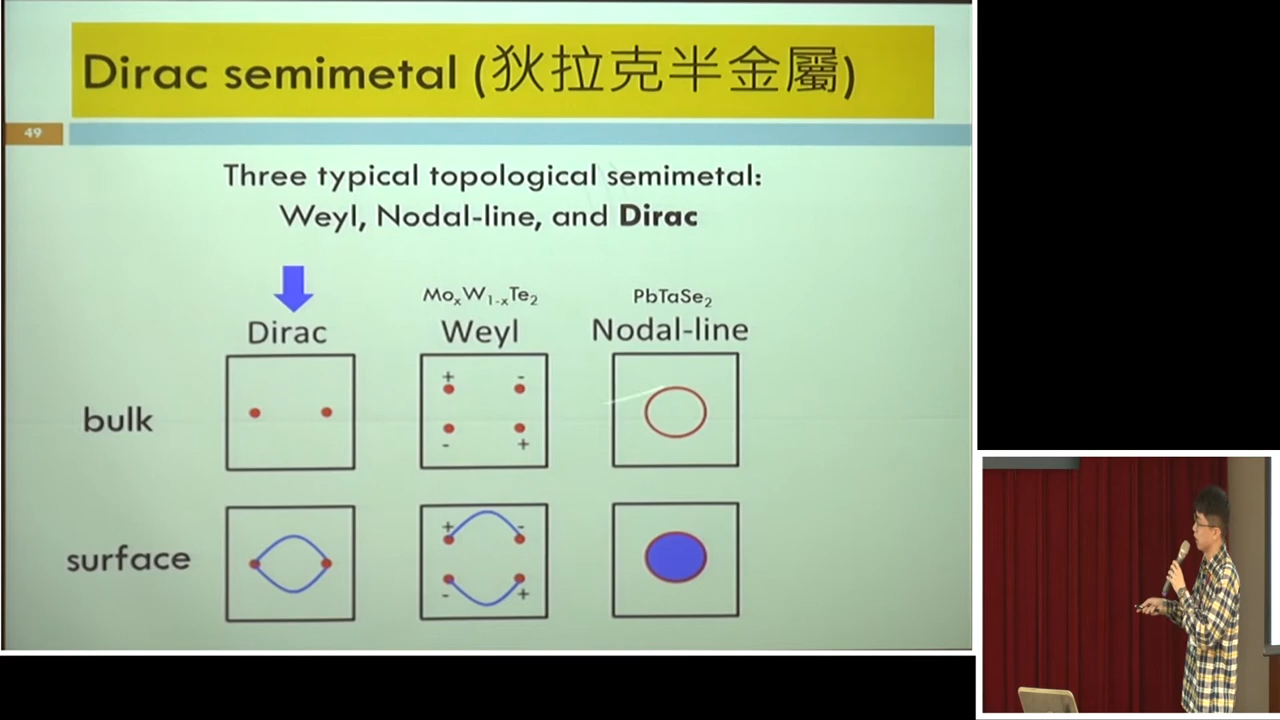 Dirac semimetal (狄拉克半金屬)
49
Three typical topological semimetal:
Weyl, Nodal-line, and Dirac
MoₓW₁₋ₓTe₂
PbTaSe₂
Dirac
Weyl
Nodal-line
bulk
+ -
- +
surface
+ -
- +